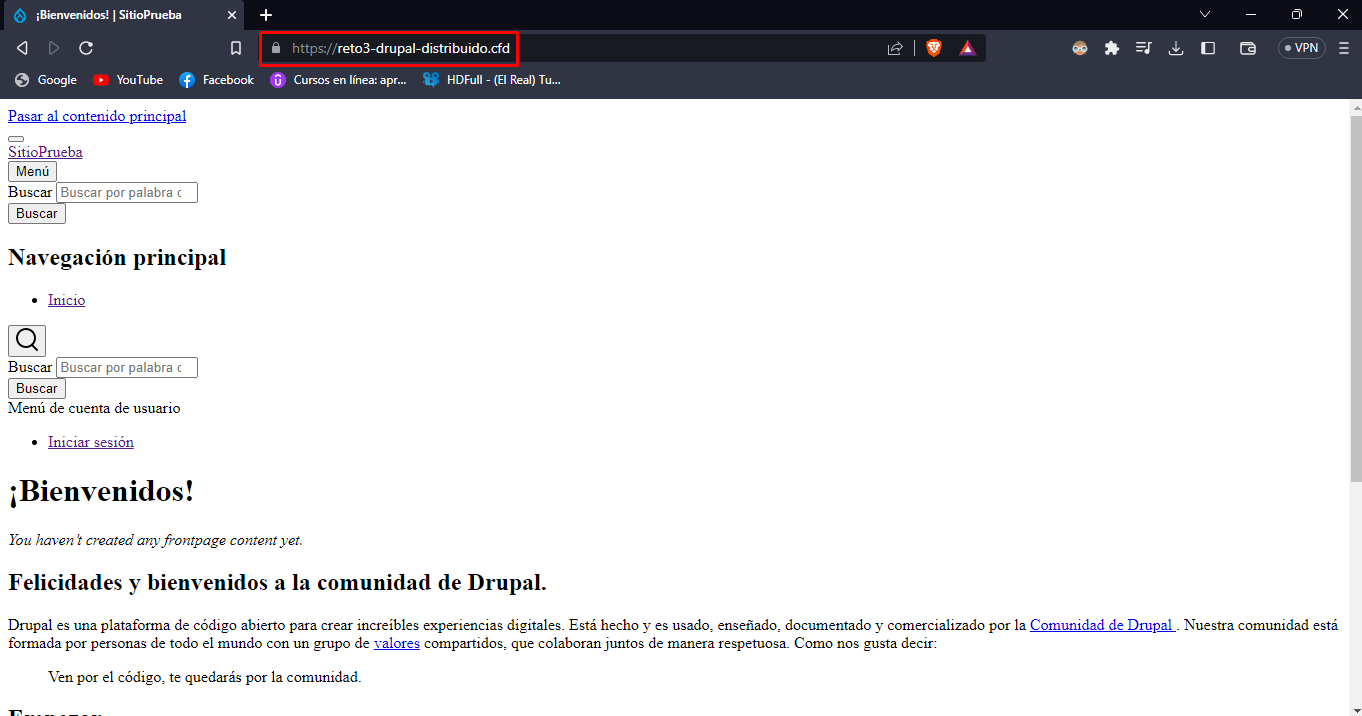 ¡Bienvenidos! | SitioPrueba
https://reto3-drupal-distribuido.cfd
VPN
Google
YouTube
Facebook
Cursos en línea: apr...
HDFull - (El Real) Tu...
Pasar al contenido principal
SitioPrueba
Menú
Buscar Buscar por palabra c
Buscar
Navegación principal
Inicio
Buscar Buscar por palabra c
Buscar
Menú de cuenta de usuario
Iniciar sesión
¡Bienvenidos!
You haven’t created any frontpage content yet.
Felicidades y bienvenidos a la comunidad de Drupal.
Drupal es una plataforma de código abierto para crear increíbles experiencias digitales. Está hecho y es usado, enseñado, documentado y comercializado por la Comunidad de Drupal . Nuestra comunidad está
formada por personas de todo el mundo con un grupo de valores compartidos, que colaboran juntos de manera respetuosa. Como nos gusta decir:
Ven por el código, te quedarás por la comunidad.